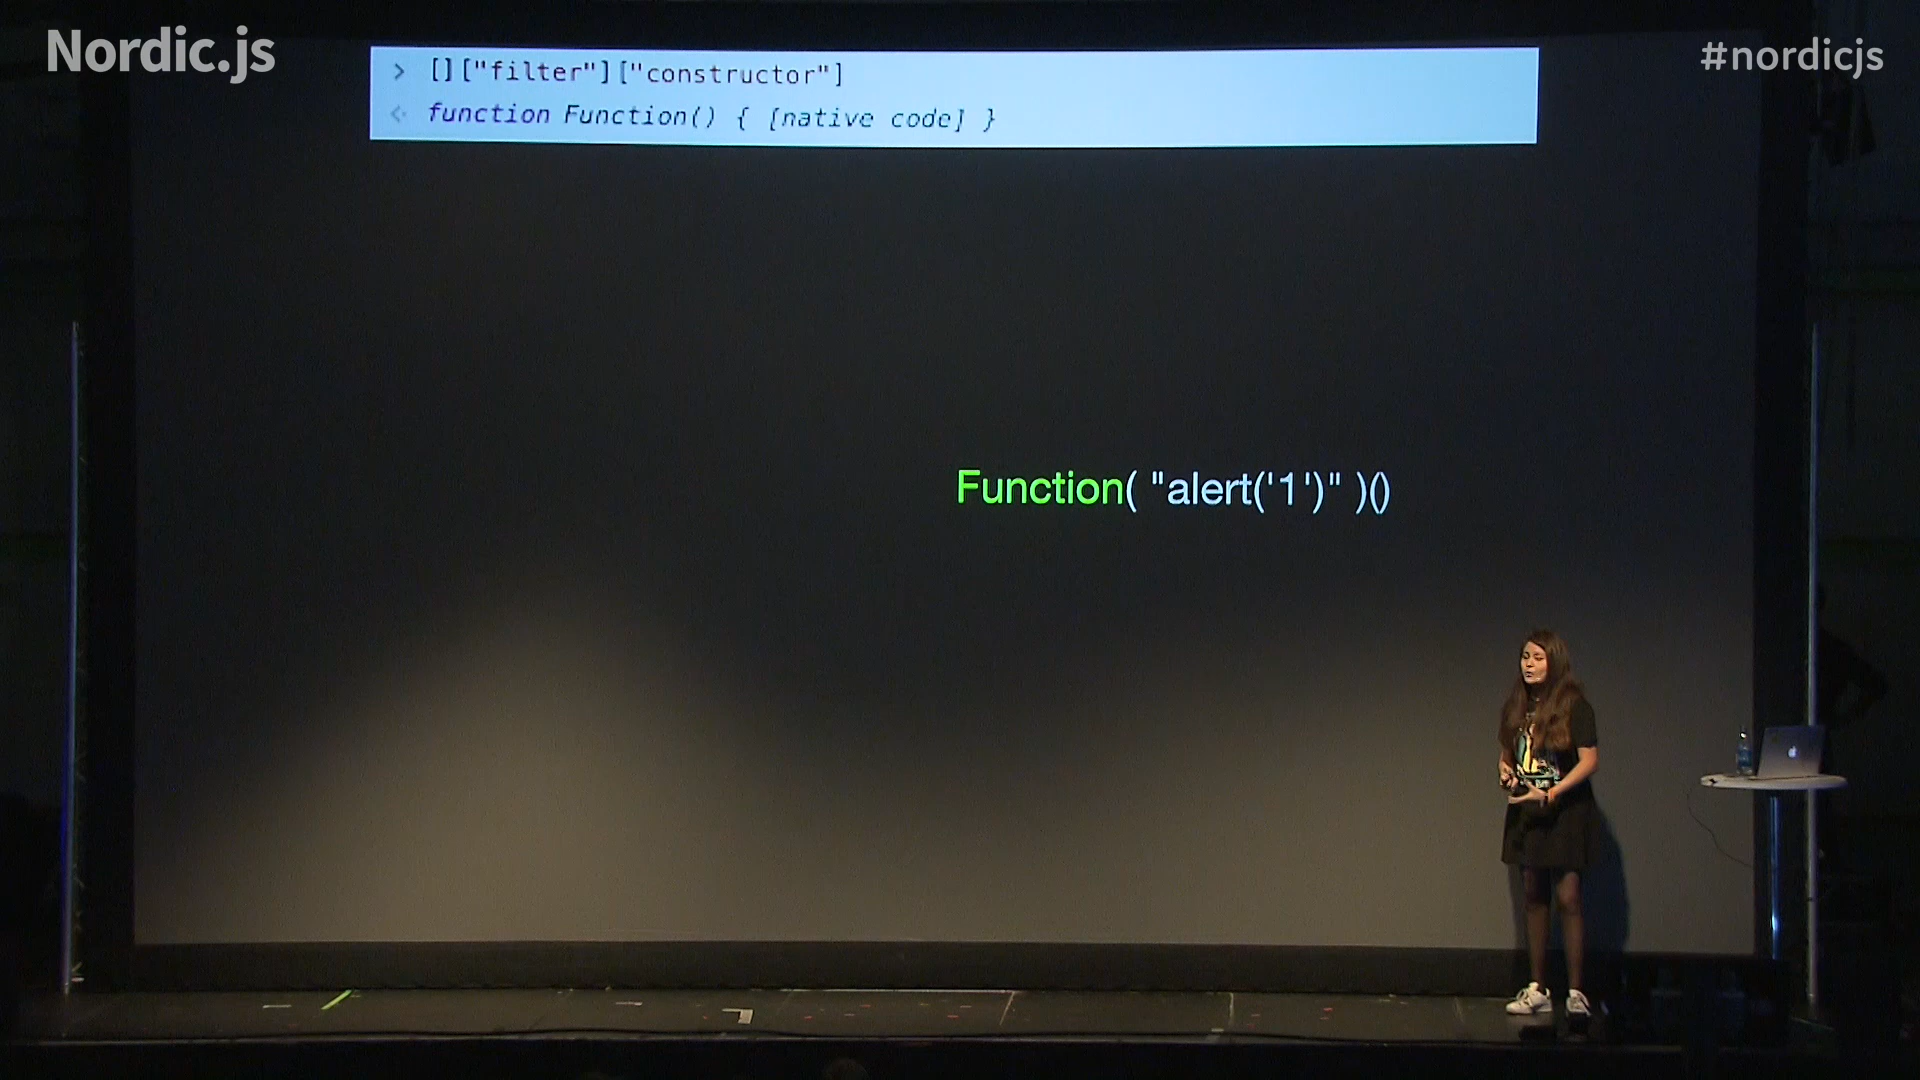 Nordic.js
#nordicjs
> []["filter"]["constructor"]
<· function Function() { [native code] }
Function( "alert('1')" )()